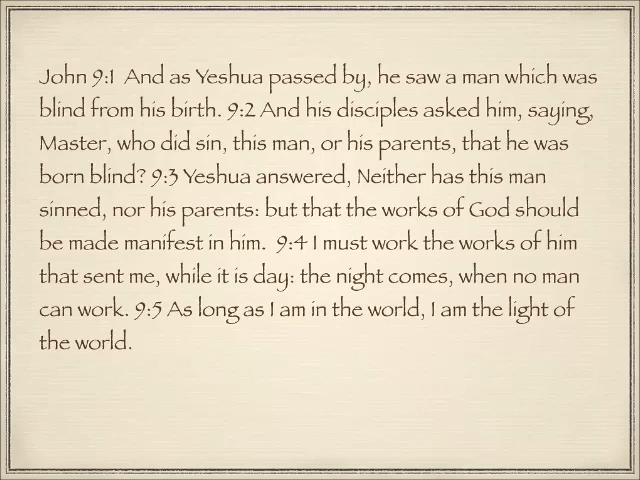 John 9:1  And as Yeshua passed by, he saw a man which was
blind from his birth. 9:2 And his disciples asked him, saying,
Master, who did sin, this man, or his parents, that he was
born blind? 9:3 Yeshua answered, Neither has this man
sinned, nor his parents: but that the works of God should
be made manifest in him.  9:4 I must work the works of him
that sent me, while it is day: the night comes, when no man
can work. 9:5 As long as I am in the world, I am the light of
the world.